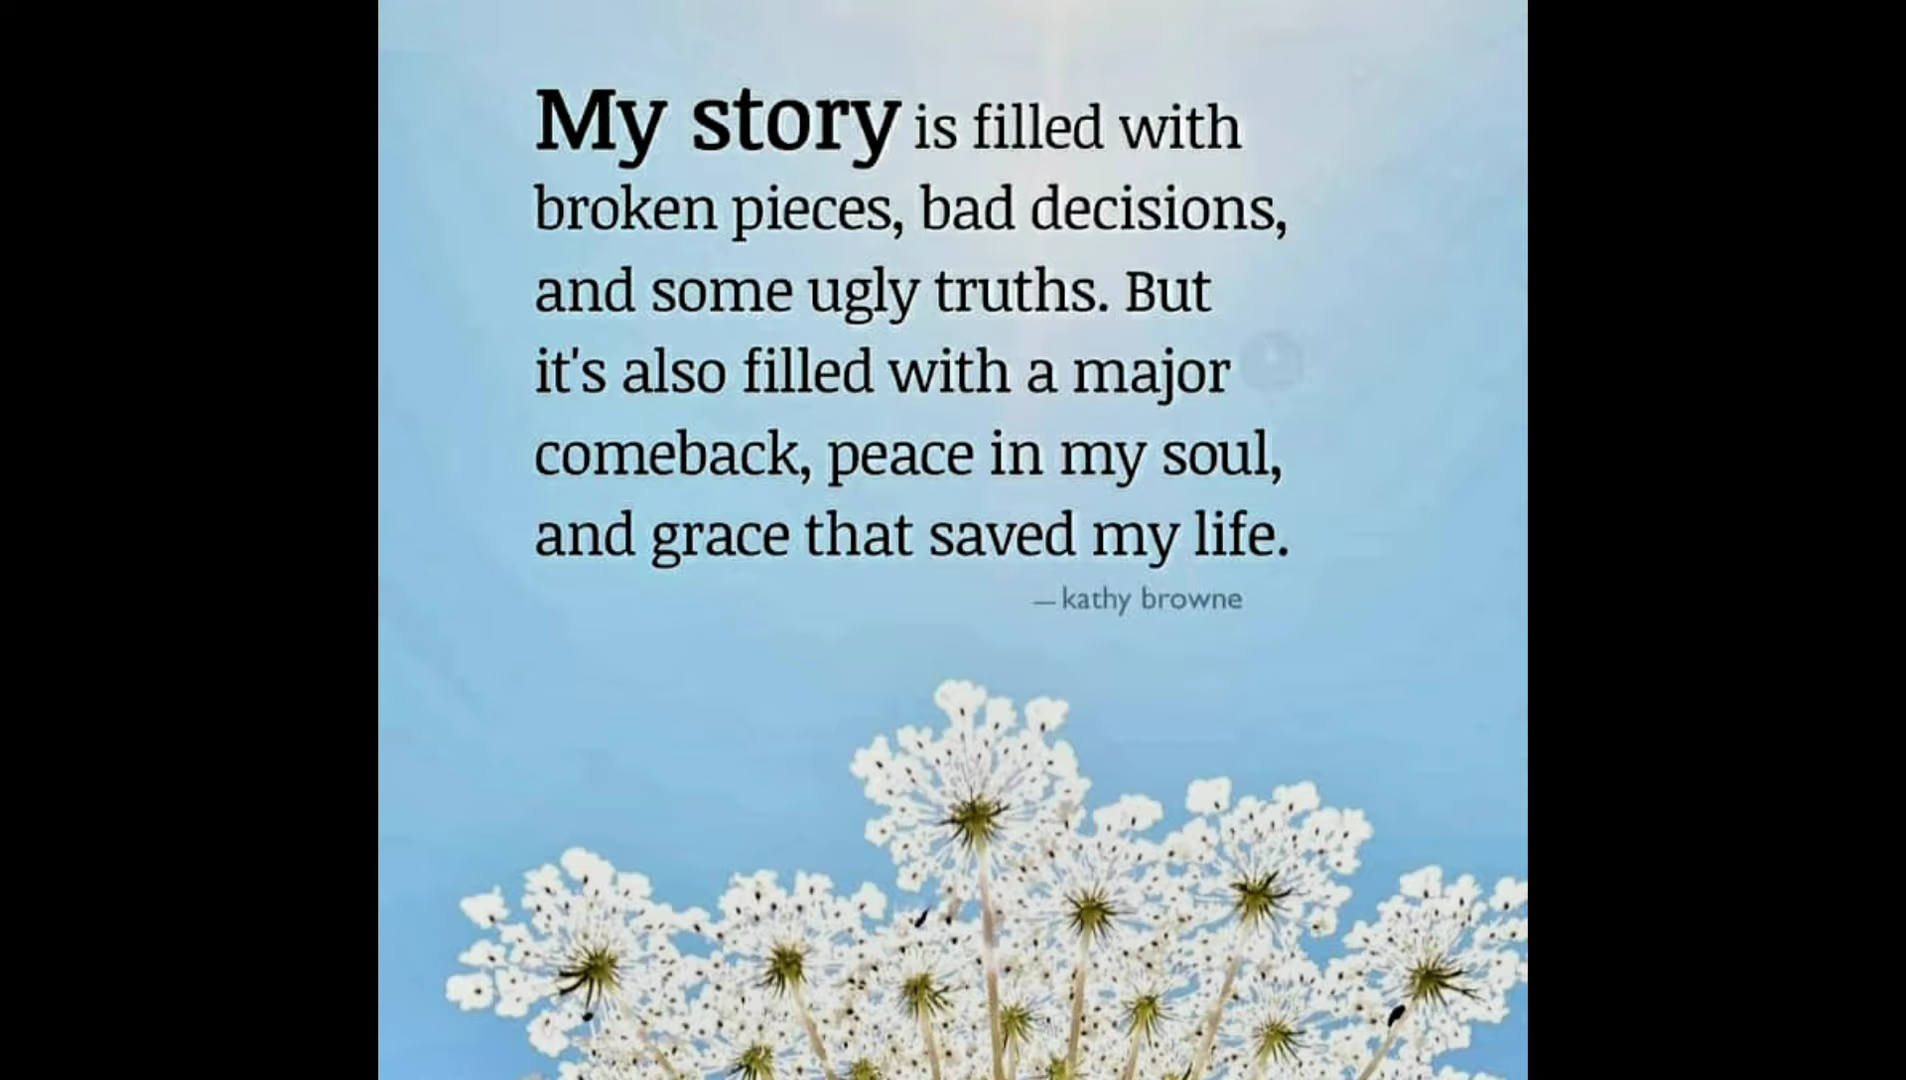 My story is filled with
broken pieces, bad decisions,
and some ugly truths. But
it's also filled with a major
comeback, peace in my soul,
and grace that saved my life.
— kathy browne